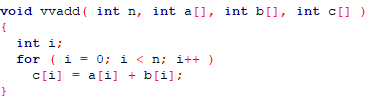 void vvadd( int n, int a[], int b[], int c[] )
{
  int i;
  for ( i = 0; i < n; i++ )
    c[i] = a[i] + b[i];
}